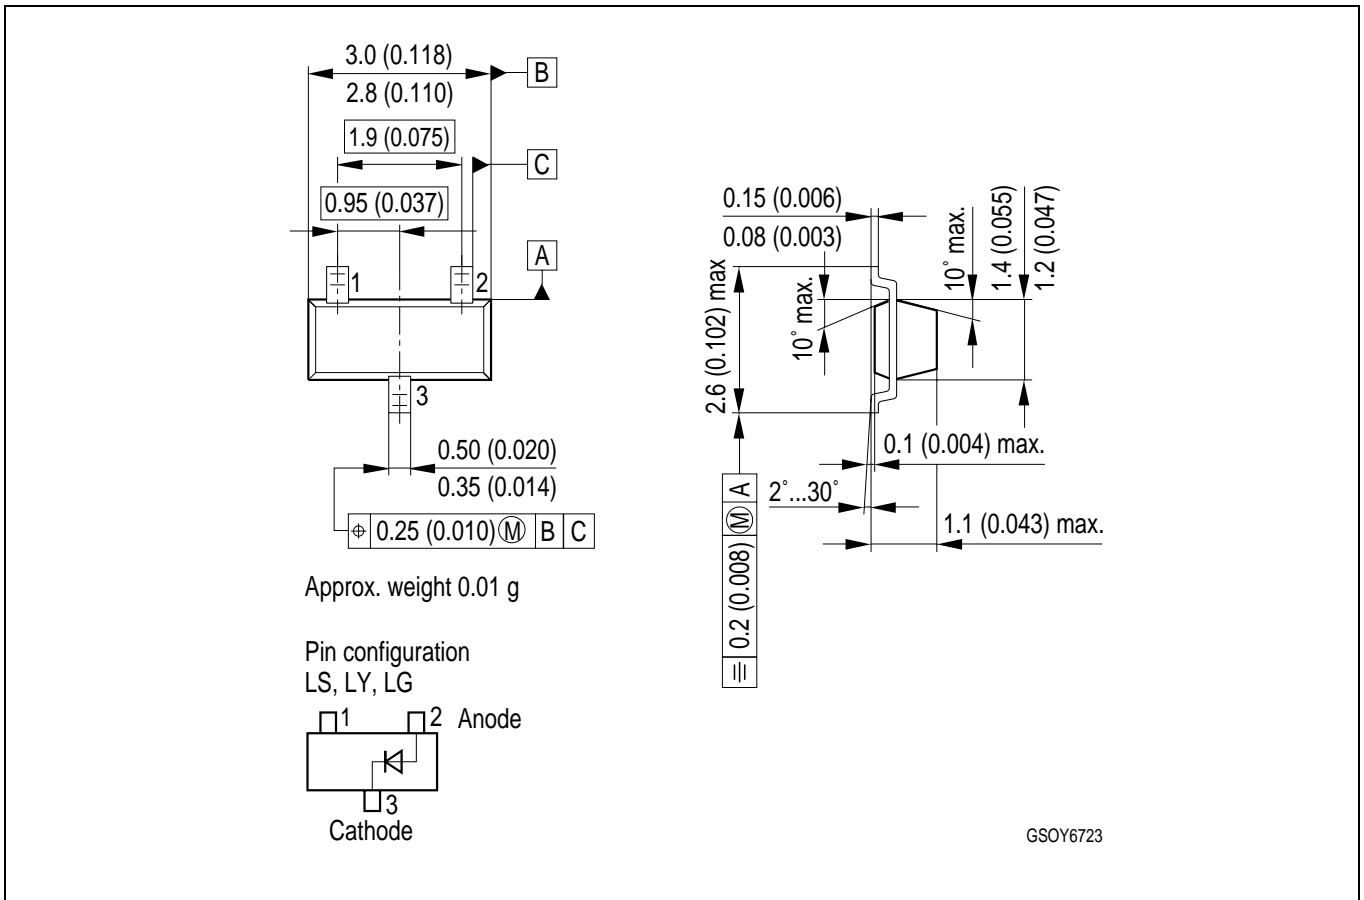 3.0 (0.118)
2.8 (0.110)
B
1.9 (0.075)
C
0.95 (0.037)
A
1
2
3
0.50 (0.020)
0.35 (0.014)
⌖ 0.25 (0.010) Ⓜ B C
0.15 (0.006)
0.08 (0.003)
2.6 (0.102) max
10° max.
10° max.
1.4 (0.055)
1.2 (0.047)
0.1 (0.004) max.
2°...30°
1.1 (0.043) max.
⌯ 0.2 (0.008) Ⓜ A
Approx. weight 0.01 g
Pin configuration
LS, LY, LG
1
2 Anode
3
Cathode
GSOY6723